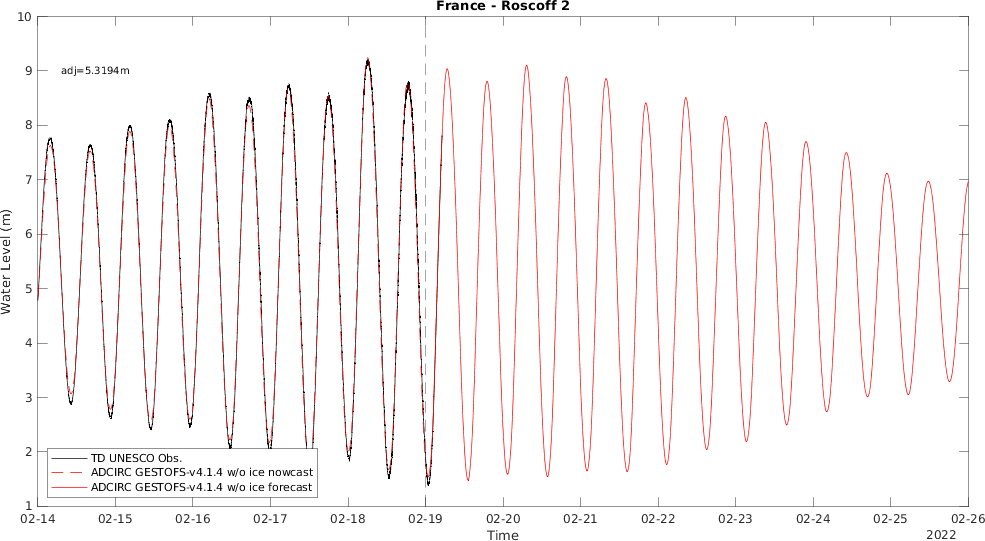 France - Roscoff 2
10
9
8
7
6
5
4
3
2
1
Water Level (m)
adj=5.3194m
TD UNESCO Obs.
ADCIRC GESTOFS-v4.1.4 w/o ice nowcast
ADCIRC GESTOFS-v4.1.4 w/o ice forecast
02-14 02-15 02-16 02-17 02-18 02-19 02-20 02-21 02-22 02-23 02-24 02-25 02-26
Time
2022